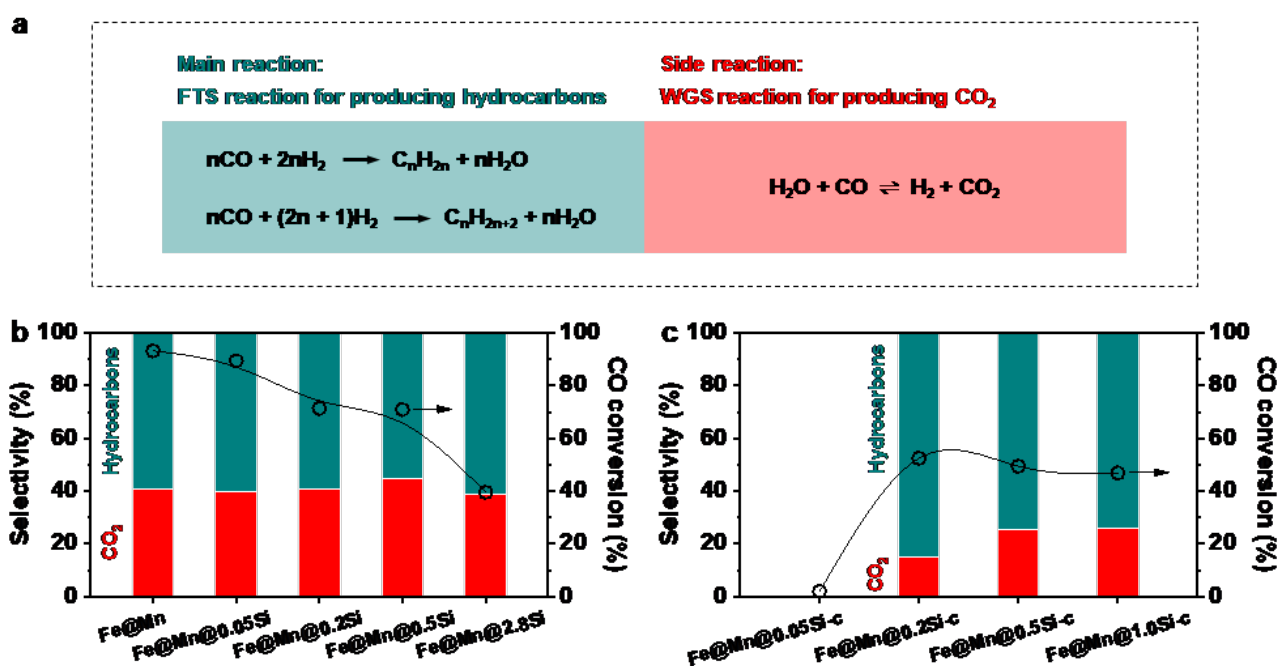 a
Main reaction:
FTS reaction for producing hydrocarbons
Side reaction:
WGS reaction for producing CO₂
nCO + 2nH₂ ⟶ CₙH₂ₙ + nH₂O
nCO + (2n + 1)H₂ ⟶ CₙH₂ₙ₊₂ + nH₂O
H₂O + CO ⇌ H₂ + CO₂
b
Selectivity (%)
100
80
60
40
20
0
Hydrocarbons
CO₂
100
80
60
40
20
0
CO conversion (%)
Fe@Mn
Fe@Mn@0.05Si
Fe@Mn@0.2Si
Fe@Mn@0.5Si
Fe@Mn@2.8Si
c
Selectivity (%)
100
80
60
40
20
0
Hydrocarbons
CO₂
100
80
60
40
20
0
CO conversion (%)
Fe@Mn@0.05Si-c
Fe@Mn@0.2Si-c
Fe@Mn@0.5Si-c
Fe@Mn@1.0Si-c